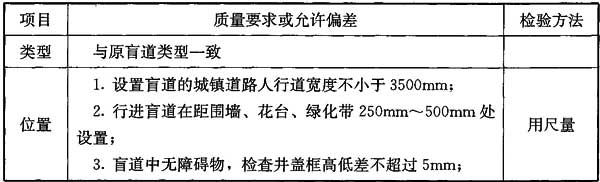 项目 质量要求或允许偏差 检验方法
类型 与原盲道类型一致
1. 设置盲道的城镇道路人行道宽度不小于3500mm；
2. 行进盲道在距围墙、花台、绿化带250mm～500mm处
位置 设置； 用尺量
3. 盲道中无障碍物，检查井盖框高低差不超过5mm；